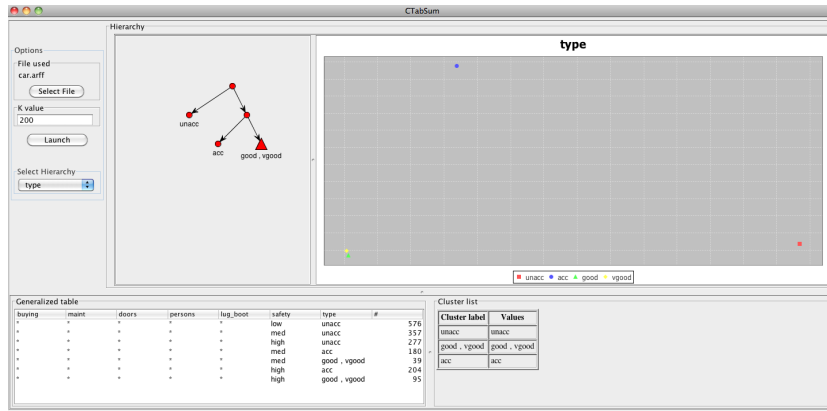 CTabSum
Hierarchy
Options
File used
car.arff
Select File
K value
200
Launch
Select Hierarchy
type
unacc
acc
good , vgood
type
unacc acc good vgood
Generalized table
buying maint doors persons lug_boot safety type #
* * * * * low unacc 576
* * * * * med unacc 357
* * * * * high unacc 277
* * * * * med acc 180
* * * * * med good , vgood 39
* * * * * high acc 204
* * * * * high good , vgood 95
Cluster list
Cluster label Values
unacc unacc
good , vgood good , vgood
acc acc